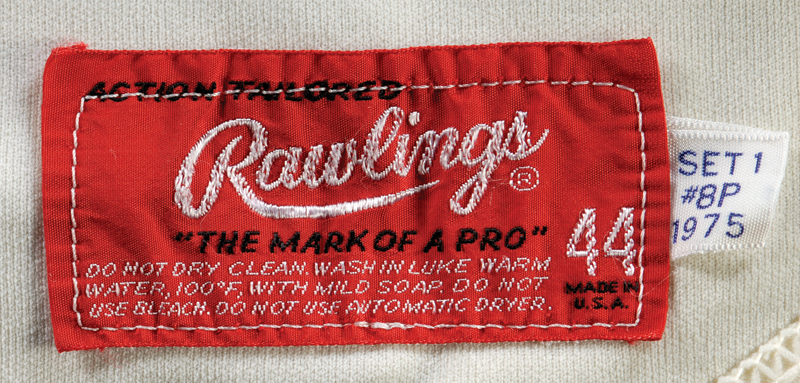 ACTION TAILORED
Rawlings®
"THE MARK OF A PRO"
44
DO NOT DRY CLEAN. WASH IN LUKE WARM
WATER, 100°F, WITH MILD SOAP. DO NOT
USE BLEACH. DO NOT USE AUTOMATIC DRYER.
MADE IN
U.S.A.
SET 1
#8P
1975